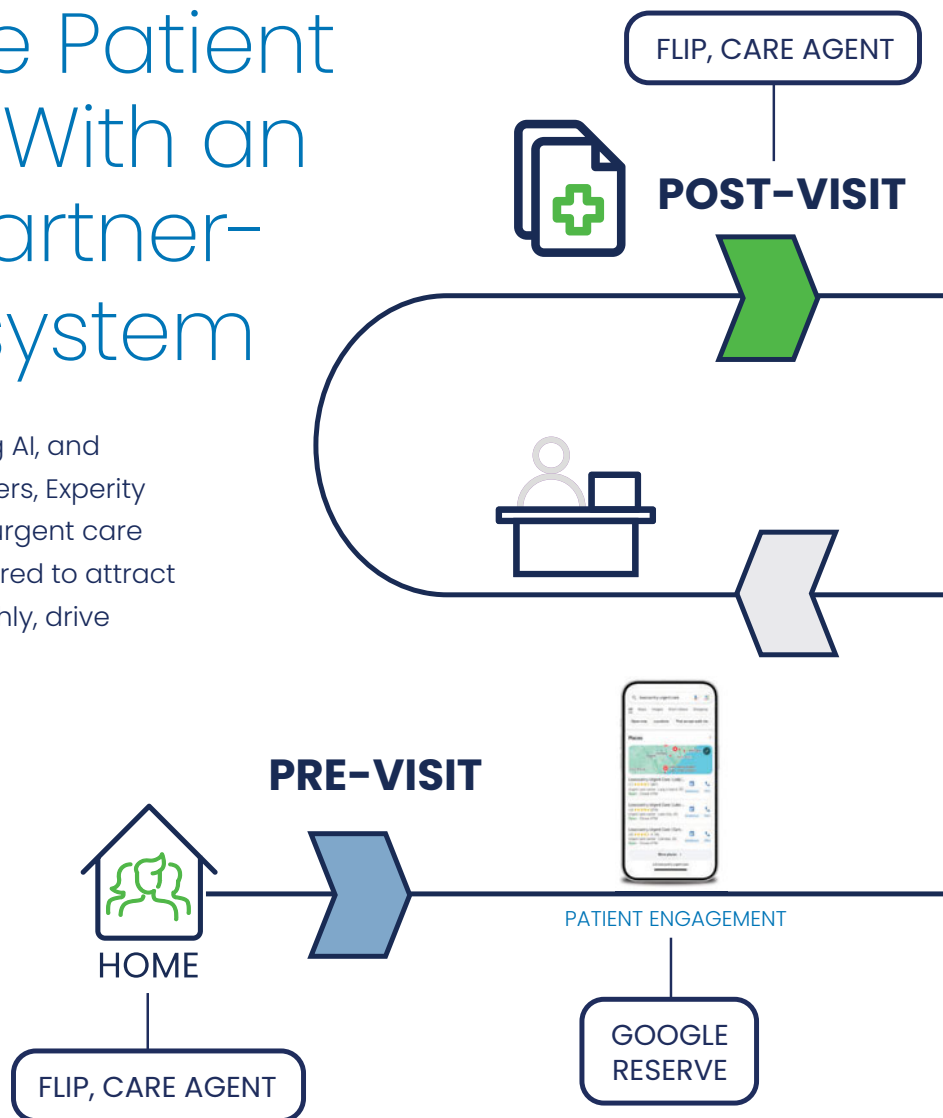 e Patient
With an
artner-
system
g AI, and
ers, Experity
urgent care
red to attract
nly, drive
FLIP, CARE AGENT
POST-VISIT
PRE-VISIT
HOME
FLIP, CARE AGENT
Places
PATIENT ENGAGEMENT
GOOGLE
RESERVE